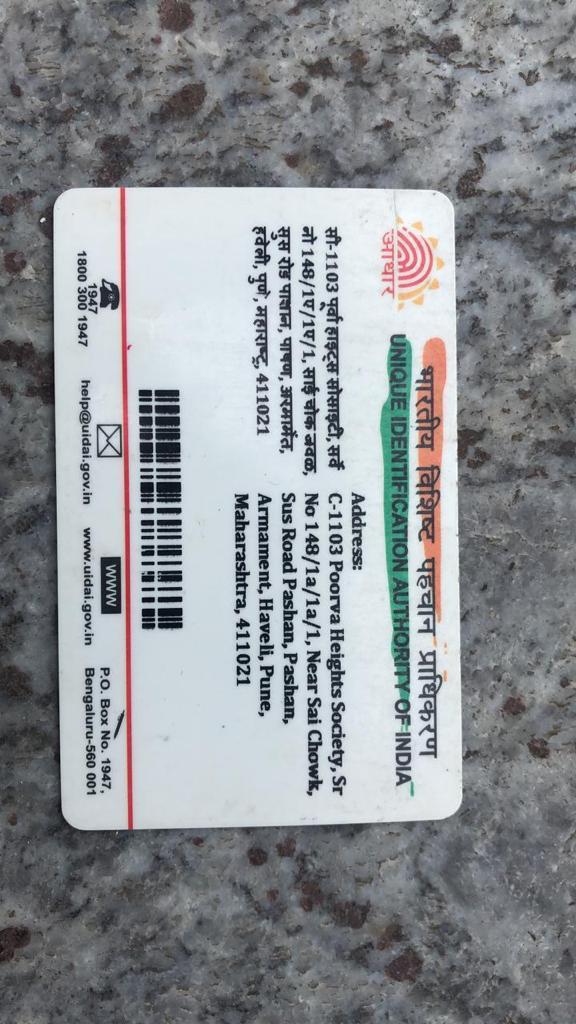 भारतीय विशिष्ट पहचान प्राधिकरण
UNIQUE IDENTIFICATION AUTHORITY OF INDIA
आधार
सी-1103 पूर्वा हाइट्स सोसाइटी, सर्वे
नो 148/1ए/1ए/1, साई चोक जवळ,
सुस रोड पाषान, पाषण, अरमामेंत,
हवेली, पुणे, महाराष्ट्र, 411021
Address:
C-1103 Poorva Heights Society, Sr
No 148/1a/1a/1, Near Sai Chowk,
Sus Road Pashan, Pashan,
Armament, Haveli, Pune,
Maharashtra, 411021
1947
1800 300 1947
help@uidai.gov.in
WWW
www.uidai.gov.in
P.O. Box No. 1947,
Bengaluru-560 001